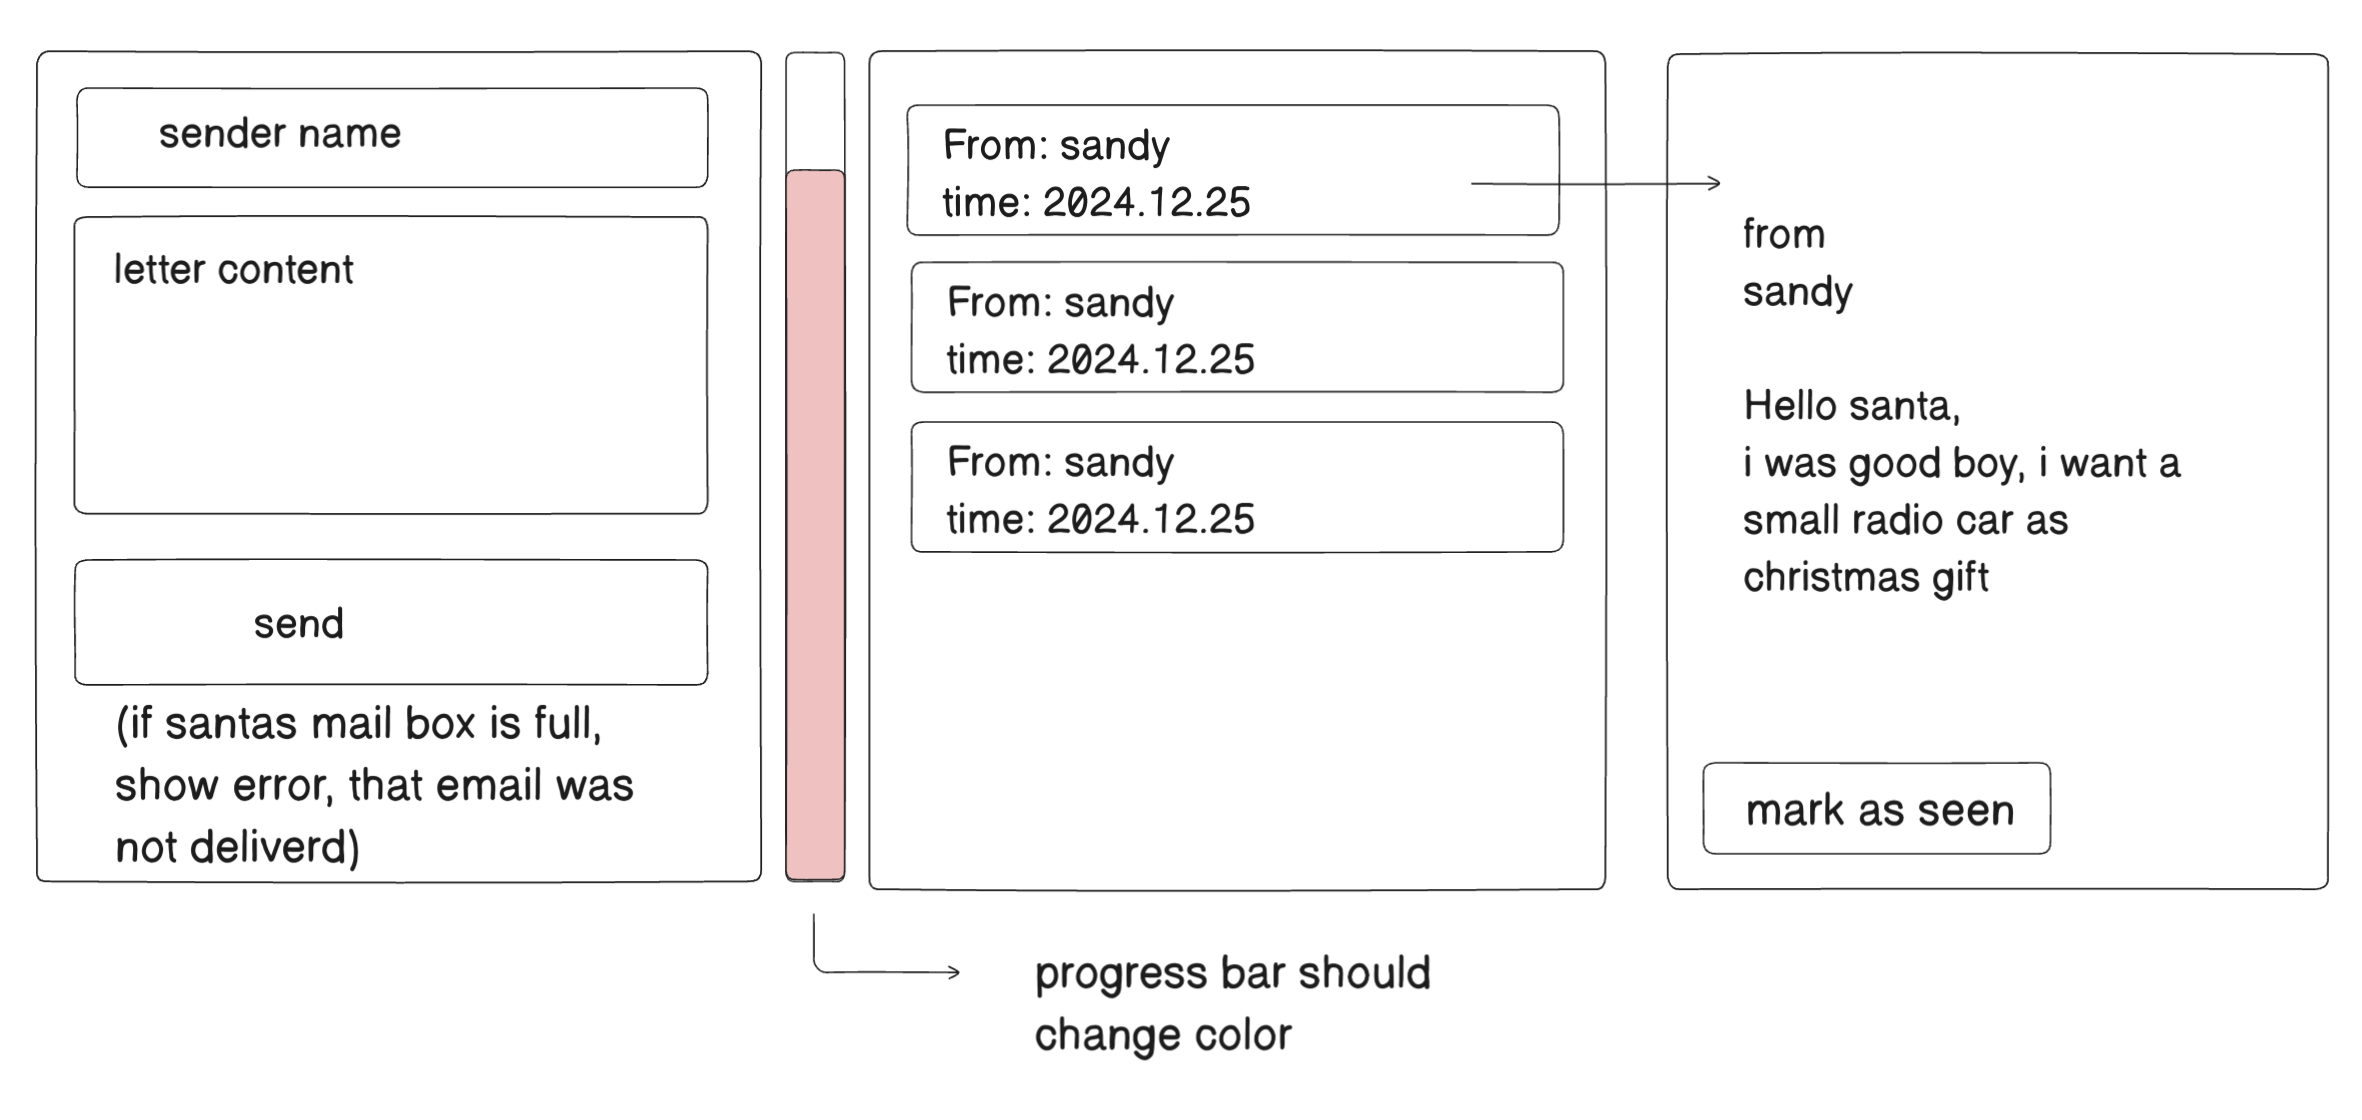 sender name
letter content
send
(if santas mail box is full,
show error, that email was
not deliverd)
From: sandy
time: 2024.12.25
From: sandy
time: 2024.12.25
From: sandy
time: 2024.12.25
from
sandy
Hello santa,
i was good boy, i want a
small radio car as
christmas gift
mark as seen
progress bar should
change color